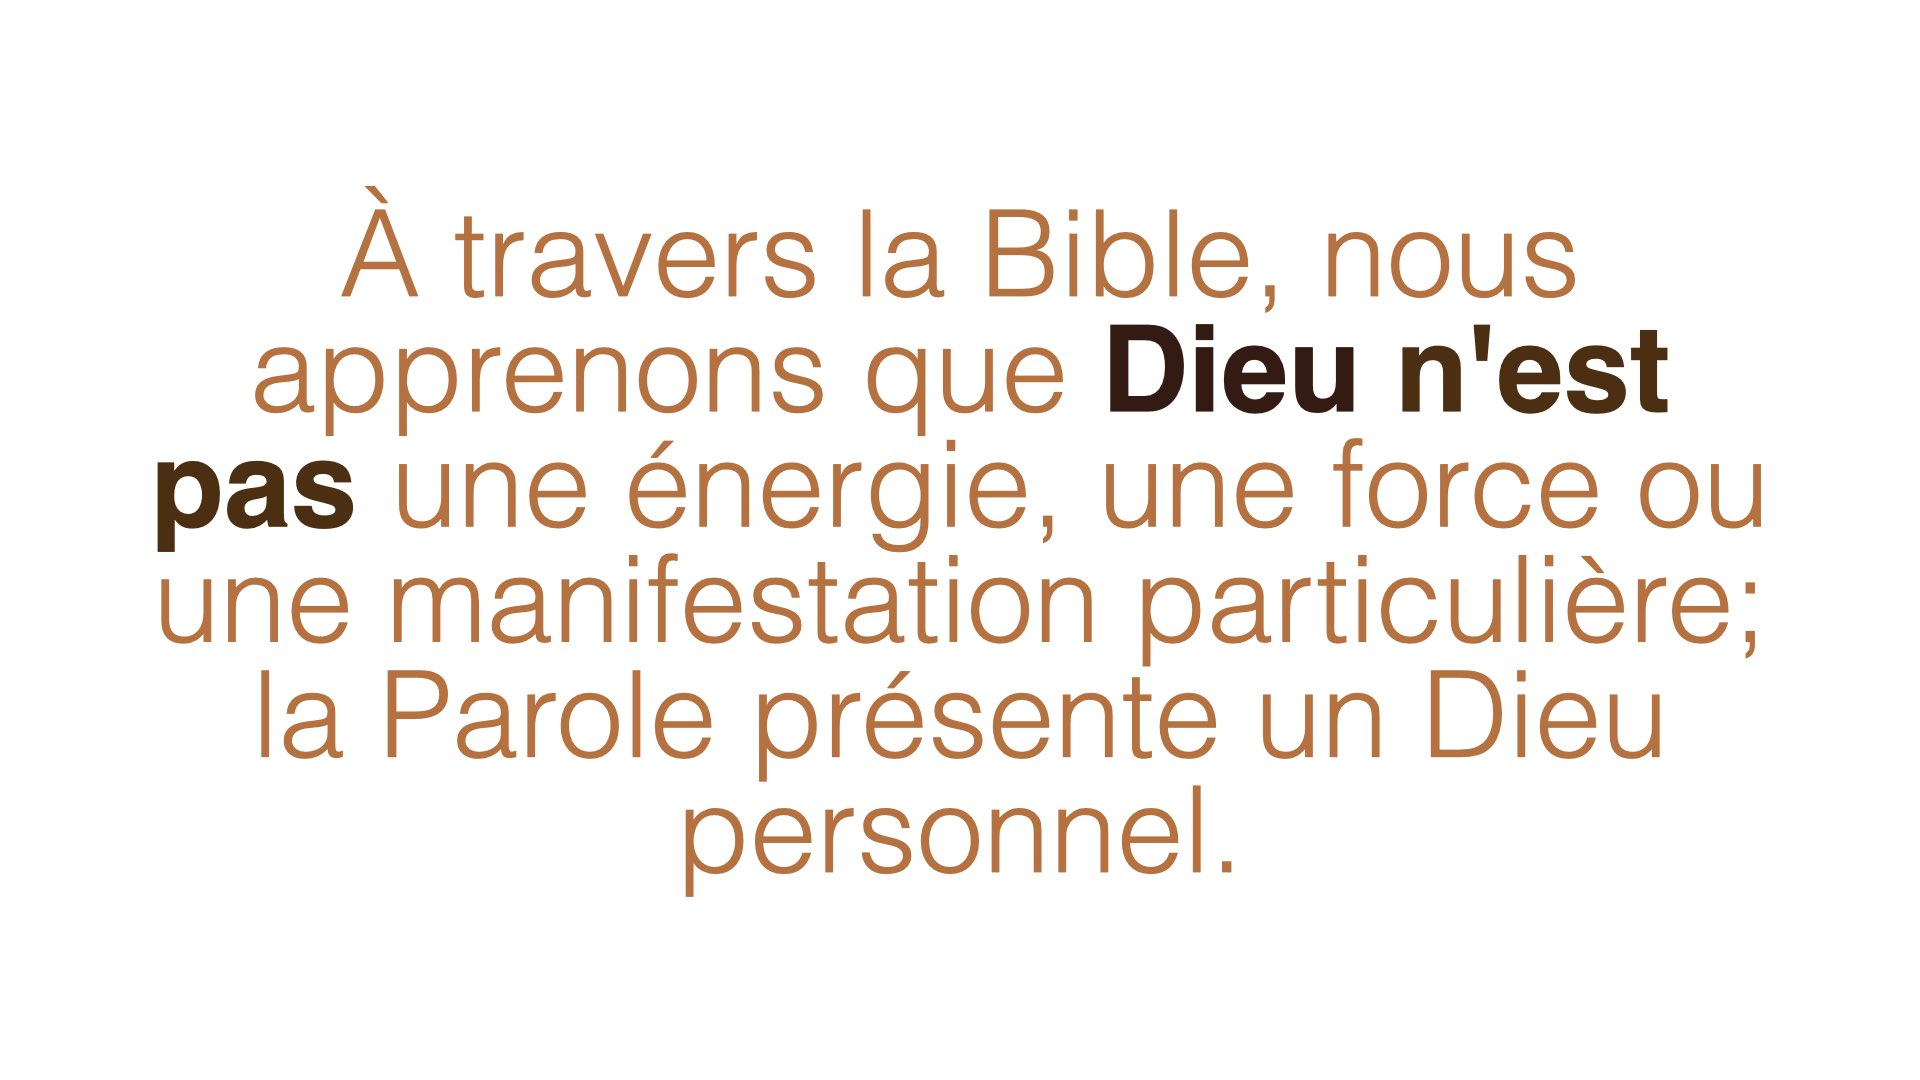 À travers la Bible, nous
apprenons que Dieu n'est
pas une énergie, une force ou
une manifestation particulière;
la Parole présente un Dieu
personnel.